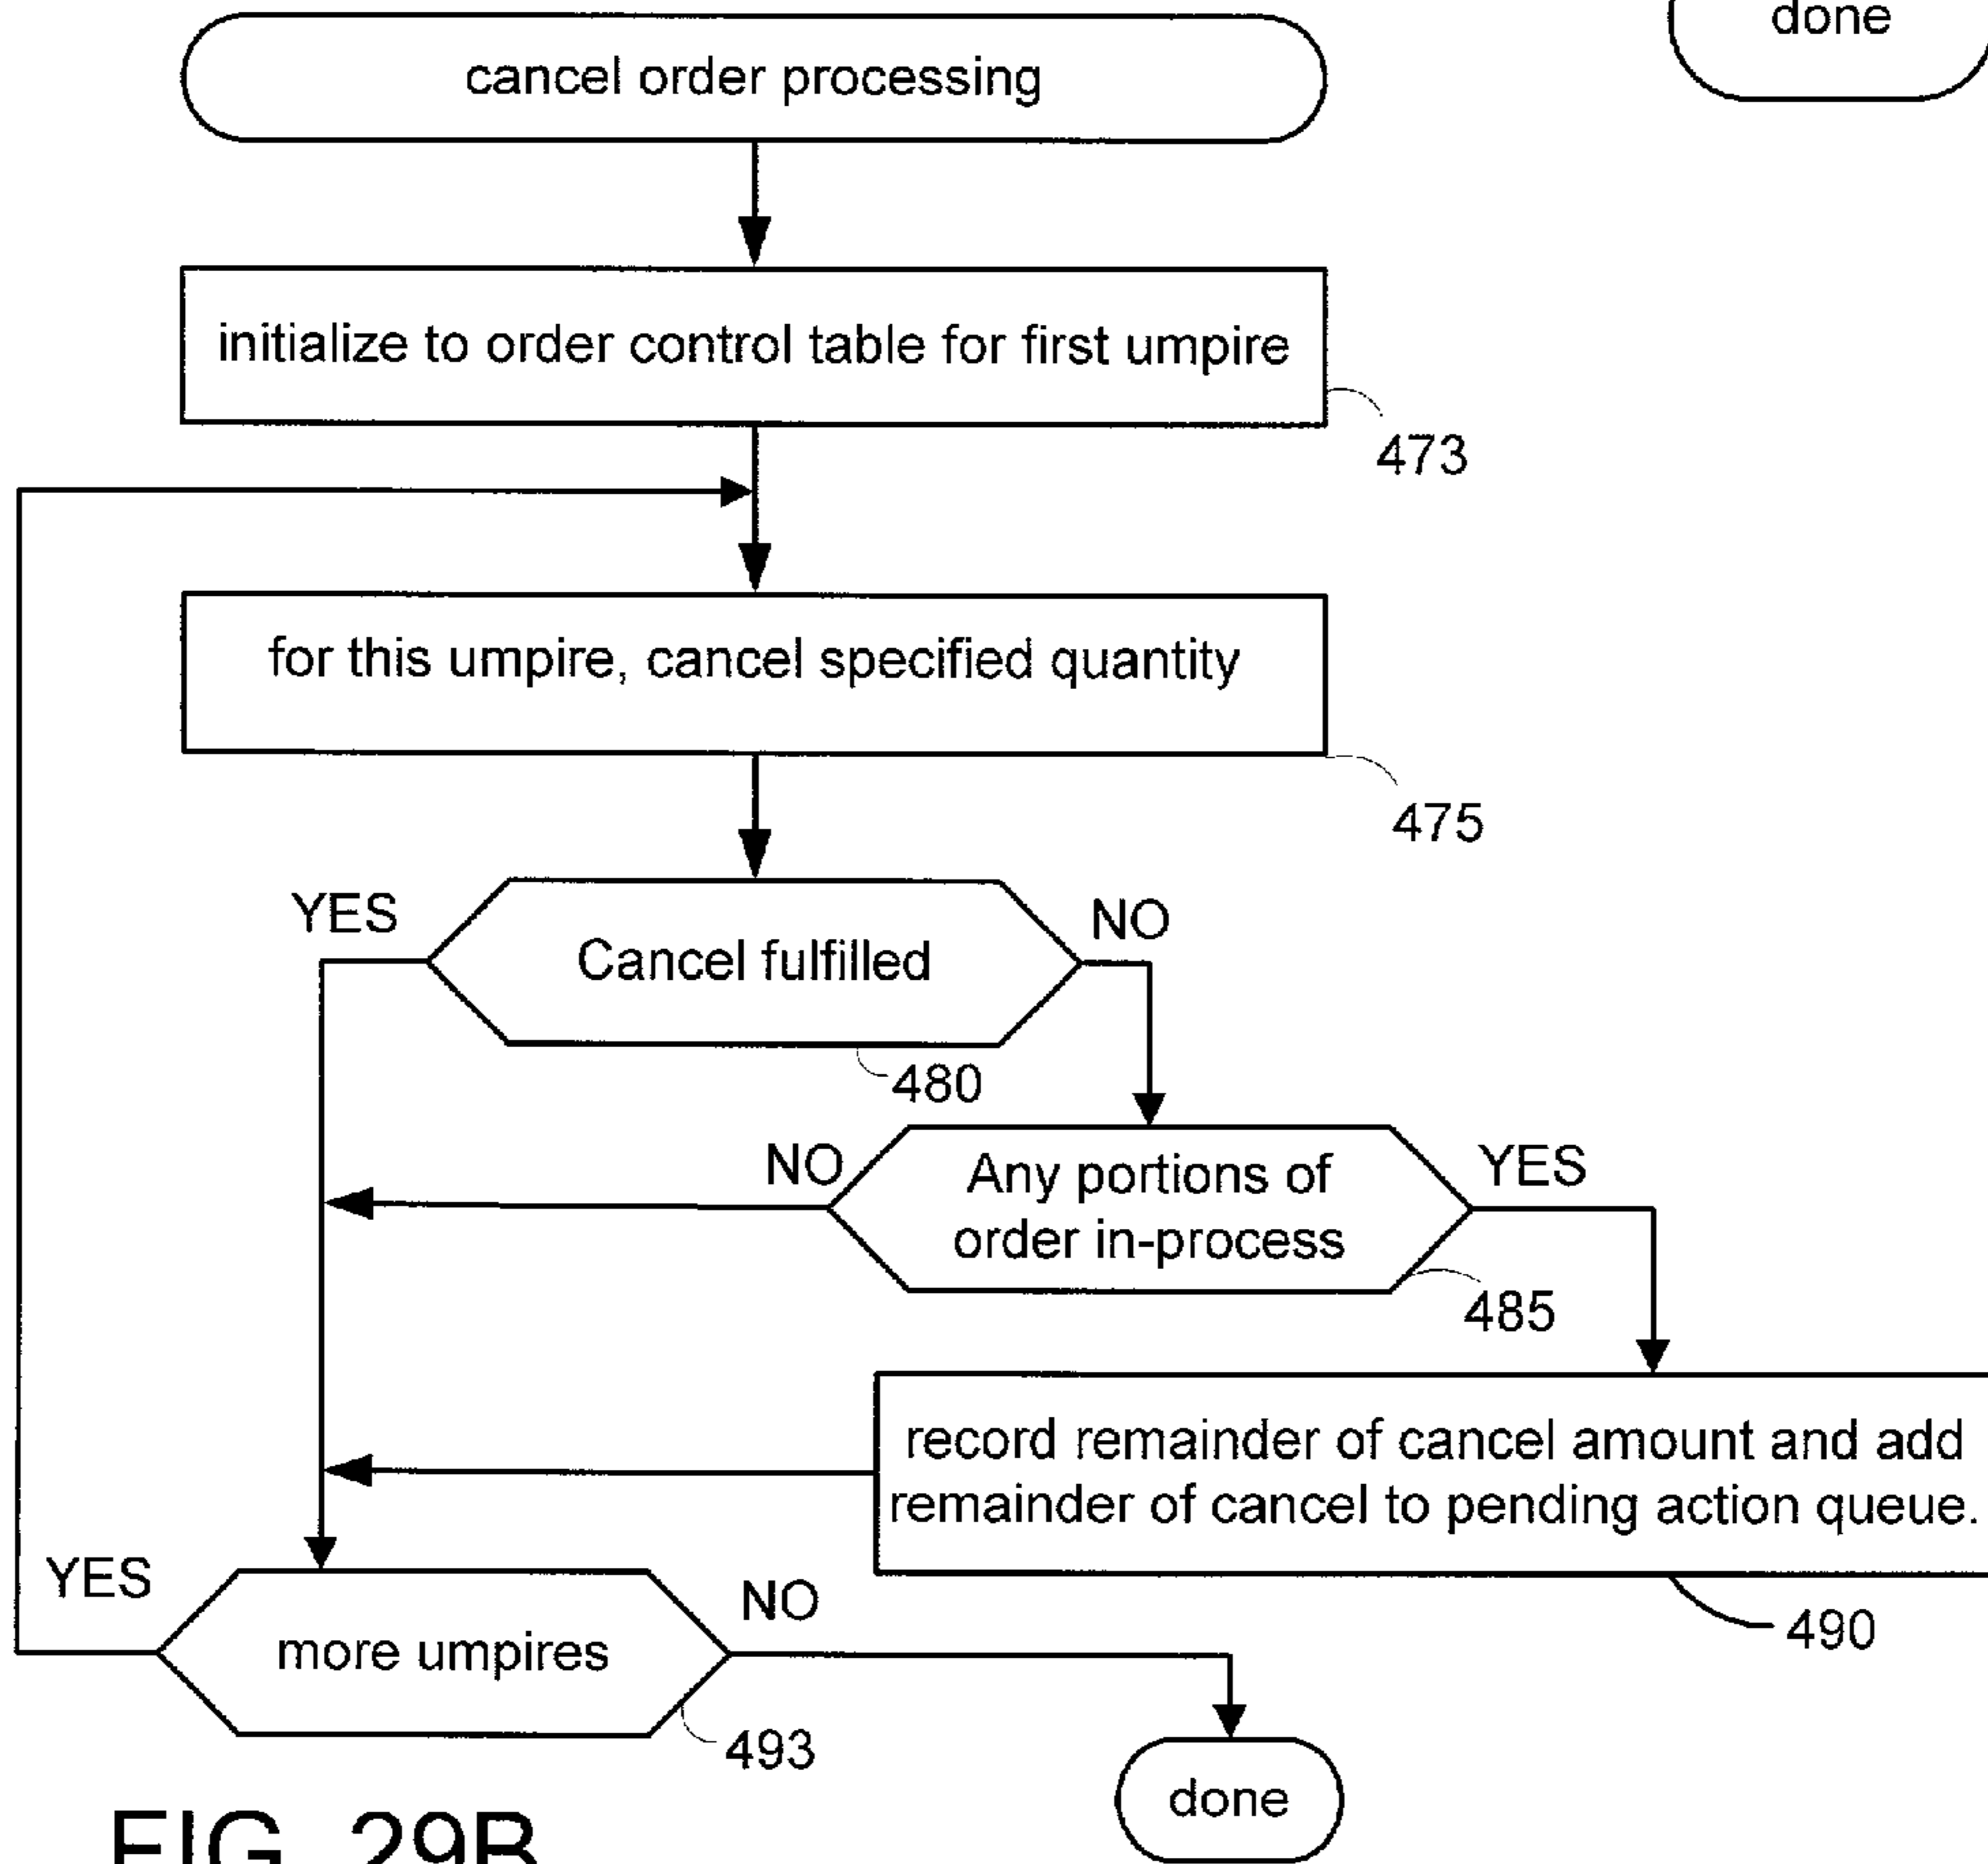 done
cancel order processing
initialize to order control table for first umpire
473
for this umpire, cancel specified quantity
475
YES
NO
Cancel fulfilled
480
NO
Any portions of
order in-process
YES
485
record remainder of cancel amount and add
remainder of cancel to pending action queue.
490
YES
more umpires
NO
493
done
FIG. 29B